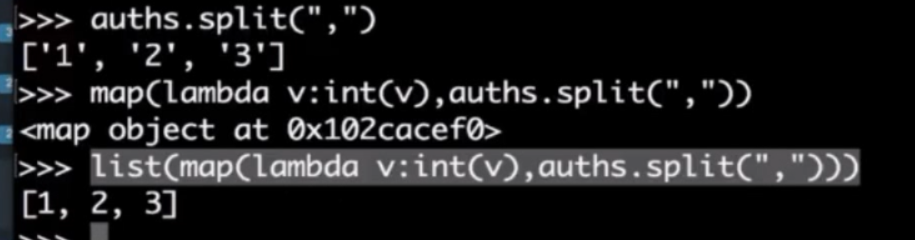 >>> auths.split(",")
['1', '2', '3']
>>> map(lambda v:int(v),auths.split(","))
<map object at 0x102cacef0>
>>> list(map(lambda v:int(v),auths.split(",")))
[1, 2, 3]
>>>